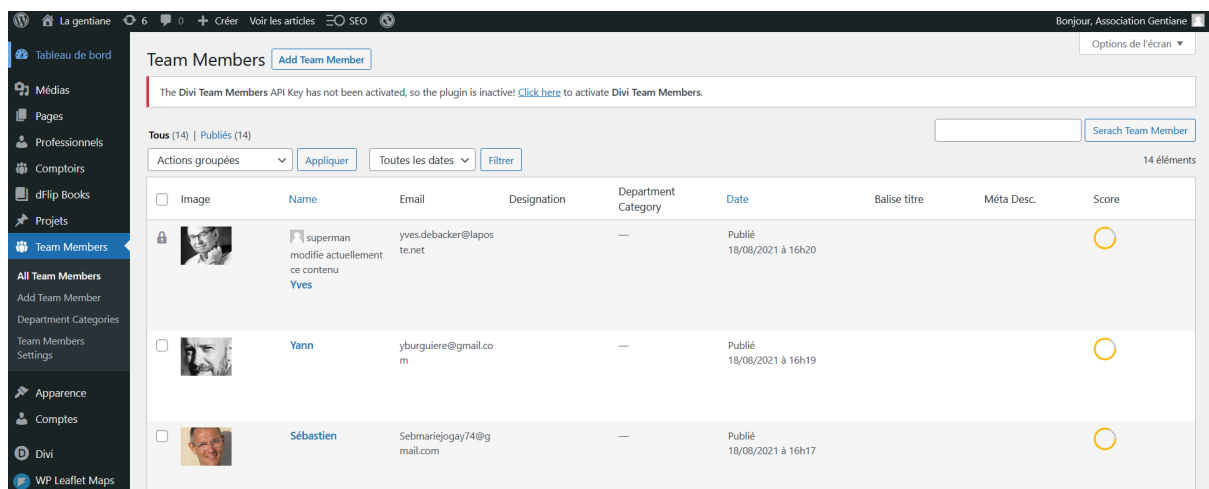 La gentiane 6 0 Créer Voir les articles SEO Bonjour, Association Gentiane
Options de l'écran ▼
Tableau de bord
Médias
Pages
Professionnels
Comptoirs
dFlip Books
Projets
Team Members
All Team Members
Add Team Member
Department Categories
Team Members
Settings
Apparence
Comptes
Divi
WP Leaflet Maps
Team Members Add Team Member
The Divi Team Members API Key has not been activated, so the plugin is inactive! Click here to activate Divi Team Members.
Tous (14) | Publiés (14)
Serach Team Member
Actions groupées Appliquer Toutes les dates Filtrer
14 éléments
Image Name Email Designation Department Category Date Balise titre Méta Desc. Score
superman
modifie actuellement
ce contenu
Yves
yves.debacker@lapos
te.net
—
Publié
18/08/2021 à 16h20
Yann
yburguiere@gmail.co
m
—
Publié
18/08/2021 à 16h19
Sébastien
Sebmariejogay74@g
mail.com
—
Publié
18/08/2021 à 16h17